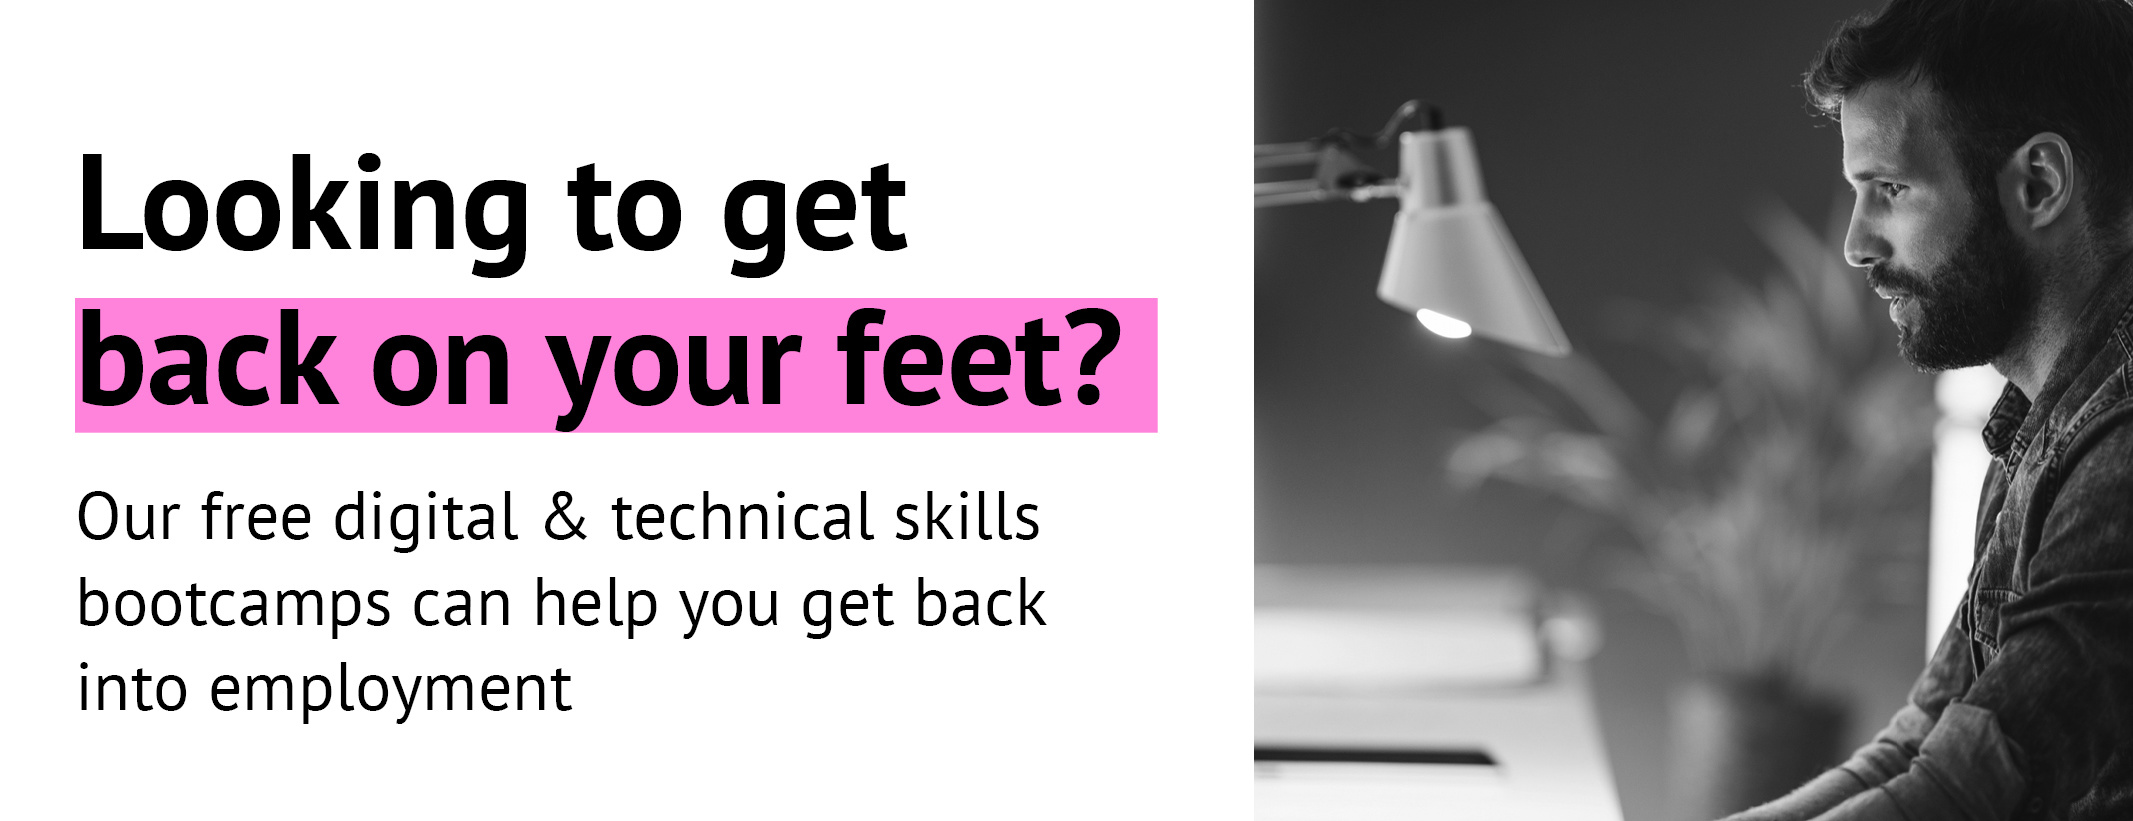 Looking to get
back on your feet?
Our free digital & technical skills
bootcamps can help you get back
into employment